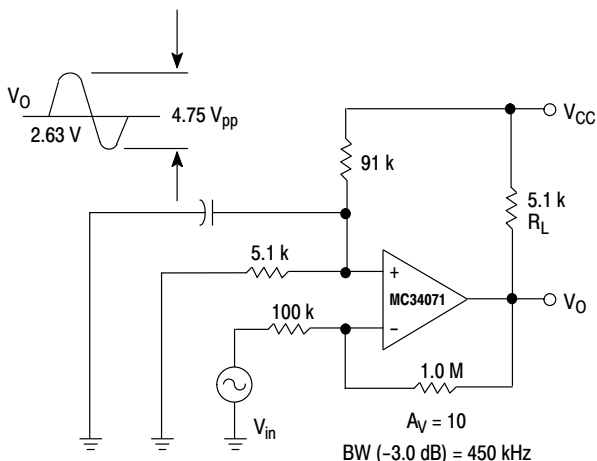 V_O
2.63 V
4.75 V_pp
V_CC
91 k
5.1 k
R_L
5.1 k
+
MC34071
−
V_O
100 k
1.0 M
V_in
A_V = 10
BW (−3.0 dB) = 450 kHz